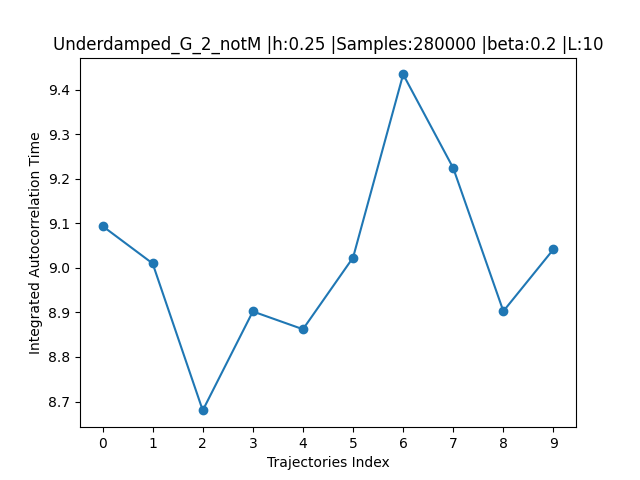 Underdamped_G_2_notM |h:0.25 |Samples:280000 |beta:0.2 |L:10
Integrated Autocorrelation Time
9.4
9.3
9.2
9.1
9.0
8.9
8.8
8.7
0 1 2 3 4 5 6 7 8 9
Trajectories Index